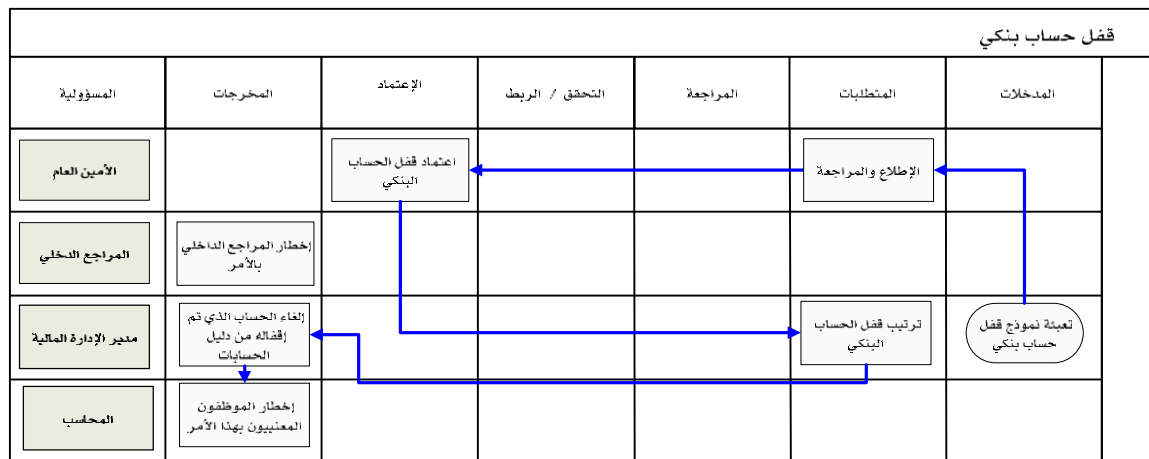 قفل حساب بنكي
المدخلات
المتطلبات
المراجعة
التحقق / الربط
الإعتماد
المخرجات
المسؤولية
الإطلاع والمراجعة
اعتماد قفل الحساب
البنكي
الأمين العام
إخطار المراجع الداخلي
بالأمر
المراجع الدخلي
تعبئة نموذج قفل
حساب بنكي
ترتيب قفل الحساب
البنكي
إلغاء الحساب الذي تم
إقفاله من دليل
الحسابات
مدير الإدارة المالية
إخطار الموظفون
المعنييون بهذا الأمر
المحاسب